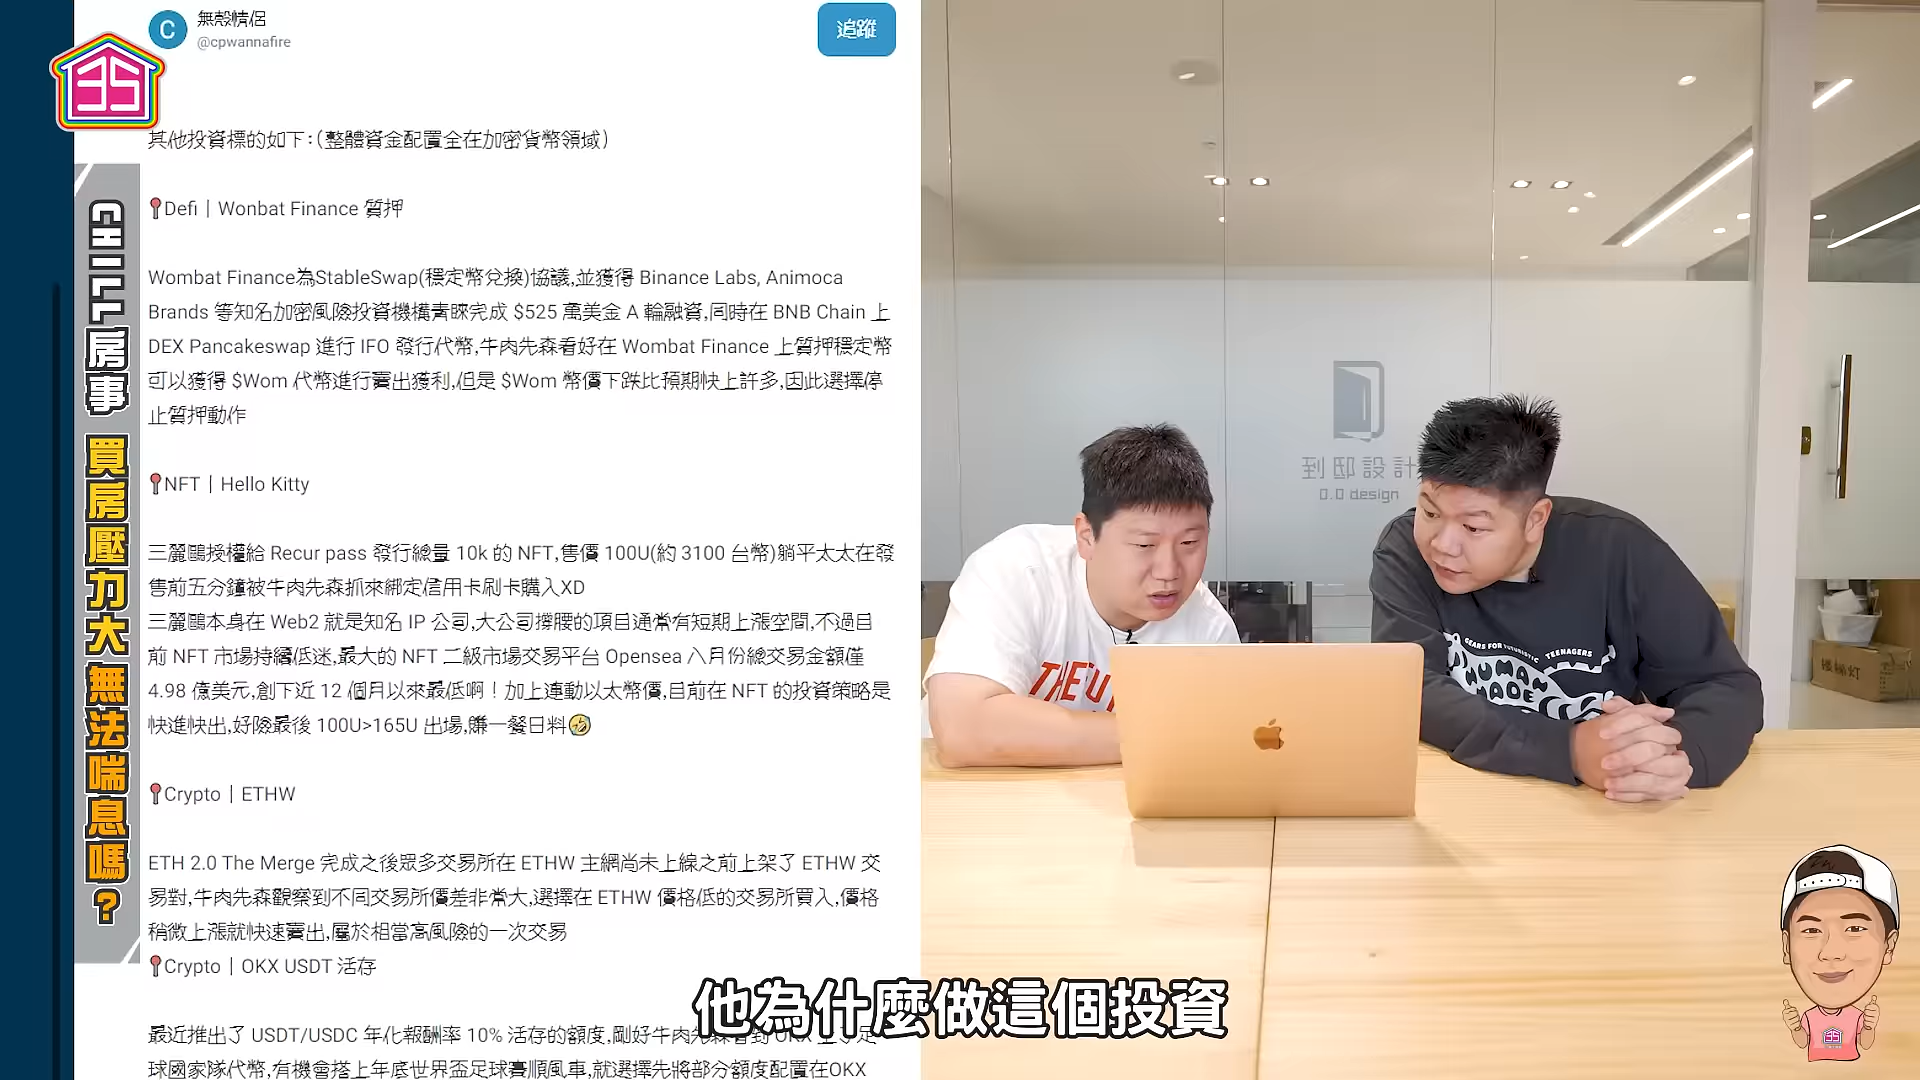 無殼情侶
@cpwannafire
追蹤
35
其他投資標的如下:(整體資金配置全在加密貨幣領域)
Defi | Wonbat Finance 質押
Wombat Finance為StableSwap(穩定幣兌換)協議,並獲得 Binance Labs, Animoca
Brands 等知名加密風險投資機構青睞完成 $525 萬美金 A 輪融資,同時在 BNB Chain 上
DEX Pancakeswap 進行 IFO 發行代幣,牛肉先森看好在 Wombat Finance 上質押穩定幣
可以獲得 $Wom 代幣進行賣出獲利,但是 $Wom 幣價下跌比預期快上許多,因此選擇停
止質押動作
NFT | Hello Kitty
三麗鷗授權給 Recur pass 發行總量 10k 的 NFT,售價 100U(約 3100 台幣)躺平太太在發
售前五分鐘被牛肉先森抓來綁定信用卡刷卡購入XD
三麗鷗本身在 Web2 就是知名 IP 公司,大公司撐腰的項目通常有短期上漲空間,不過目
前 NFT 市場持續低迷,最大的 NFT 二級市場交易平台 Opensea 八月份總交易金額僅
4.98 億美元,創下近 12 個月以來最低啊！加上連動以太幣價,目前在 NFT 的投資策略是
快進快出,好險最後 100U>165U 出場,賺一餐日料🤣
Crypto | ETHW
ETH 2.0 The Merge 完成之後眾多交易所在 ETHW 主網尚未上線之前上架了 ETHW 交
易對,牛肉先森觀察到不同交易所價差非常大,選擇在 ETHW 價格低的交易所買入,價格
稍微上漲就快速賣出,屬於相當高風險的一次交易
Crypto | OKX USDT 活存
最近推出了 USDT/USDC 年化報酬率 10% 活存的額度,剛好牛肉先森看到 OKX 上了足
球國家隊代幣,有機會搭上年底世界盃足球賽順風車,就選擇先將部分額度配置在OKX
CHILL房事 買房壓力大無法喘息嗎？
到邸設計
0.0 design
GEARS FOR FUTURISTIC TEENAGERS
HUMAN
MADE
他為什麼做這個投資